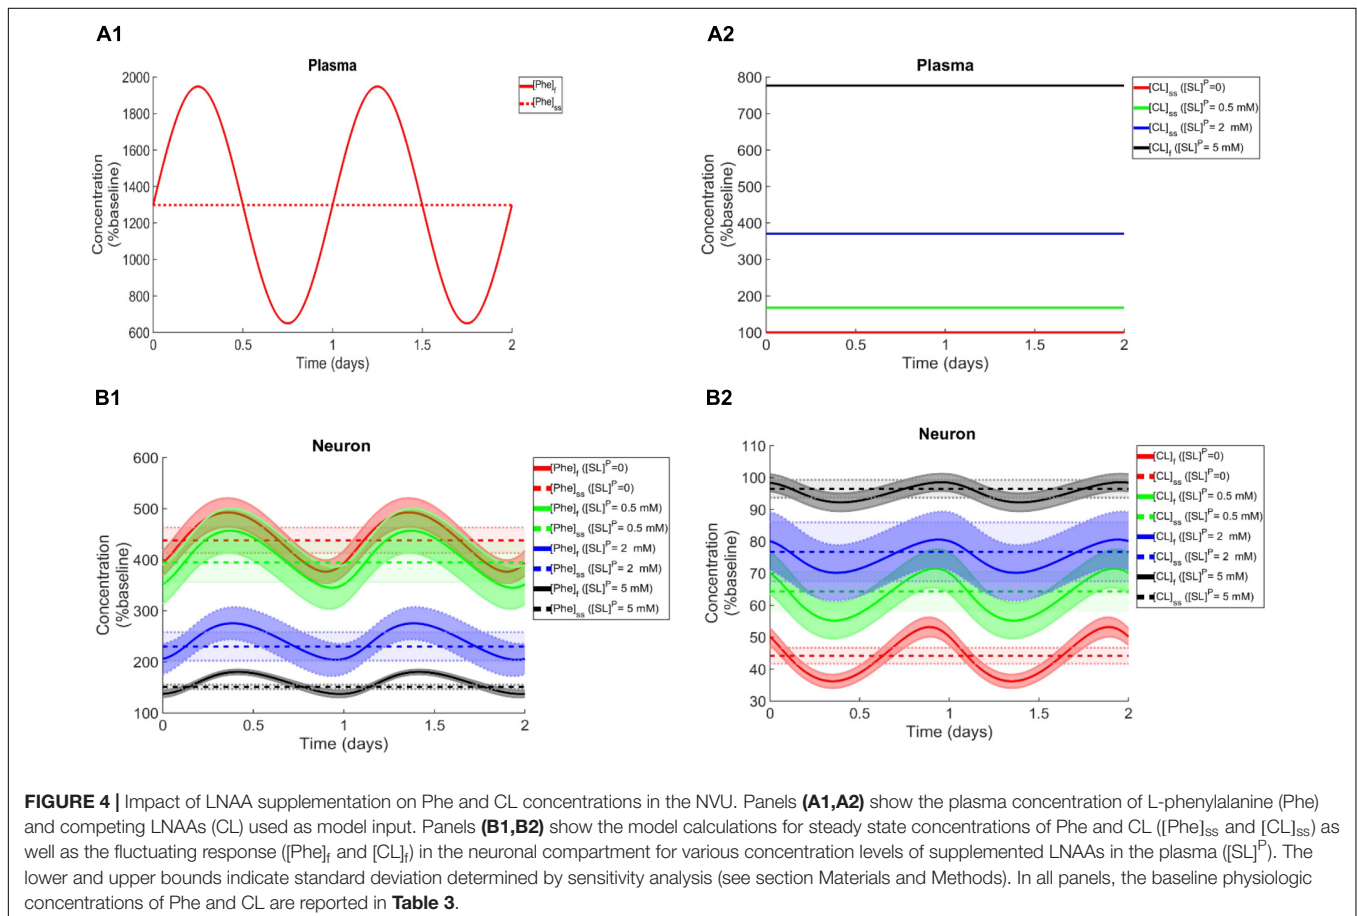 A1
Plasma
Concentration
(%baseline)
2000
1800
1600
1400
1200
1000
800
600
0
0.5
1
1.5
2
Time (days)
[Phe]f
[Phe]ss
A2
Plasma
Concentration
(%baseline)
800
700
600
500
400
300
200
100
0
0.5
1
1.5
2
Time (days)
[CL]ss ([SL]P=0)
[CL]ss ([SL]P= 0.5 mM)
[CL]ss ([SL]P= 2 mM)
[CL]f ([SL]P= 5 mM)
B1
Neuron
Concentration
(%baseline)
600
500
400
300
200
100
0
0.5
1
1.5
2
Time (days)
[Phe]f ([SL]P=0)
[Phe]ss ([SL]P=0)
[Phe]f ([SL]P= 0.5 mM)
[Phe]ss ([SL]P= 0.5 mM)
[Phe]f ([SL]P= 2 mM)
[Phe]ss ([SL]P= 2 mM)
[Phe]f ([SL]P= 5 mM)
[Phe]ss ([SL]P= 5 mM)
B2
Neuron
Concentration
(%baseline)
110
100
90
80
70
60
50
40
30
0
0.5
1
1.5
2
Time (days)
[CL]f ([SL]P=0)
[CL]ss ([SL]P=0)
[CL]f ([SL]P= 0.5 mM)
[CL]ss ([SL]P= 0.5 mM)
[CL]f ([SL]P= 2 mM)
[CL]ss ([SL]P= 2 mM)
[CL]f ([SL]P= 5 mM)
[CL]ss ([SL]P= 5 mM)
FIGURE 4 | Impact of LNAA supplementation on Phe and CL concentrations in the NVU. Panels (A1,A2) show the plasma concentration of L-phenylalanine (Phe)
and competing LNAAs (CL) used as model input. Panels (B1,B2) show the model calculations for steady state concentrations of Phe and CL ([Phe]ss and [CL]ss) as
well as the fluctuating response ([Phe]f and [CL]f) in the neuronal compartment for various concentration levels of supplemented LNAAs in the plasma ([SL]P). The
lower and upper bounds indicate standard deviation determined by sensitivity analysis (see section Materials and Methods). In all panels, the baseline physiologic
concentrations of Phe and CL are reported in Table 3.